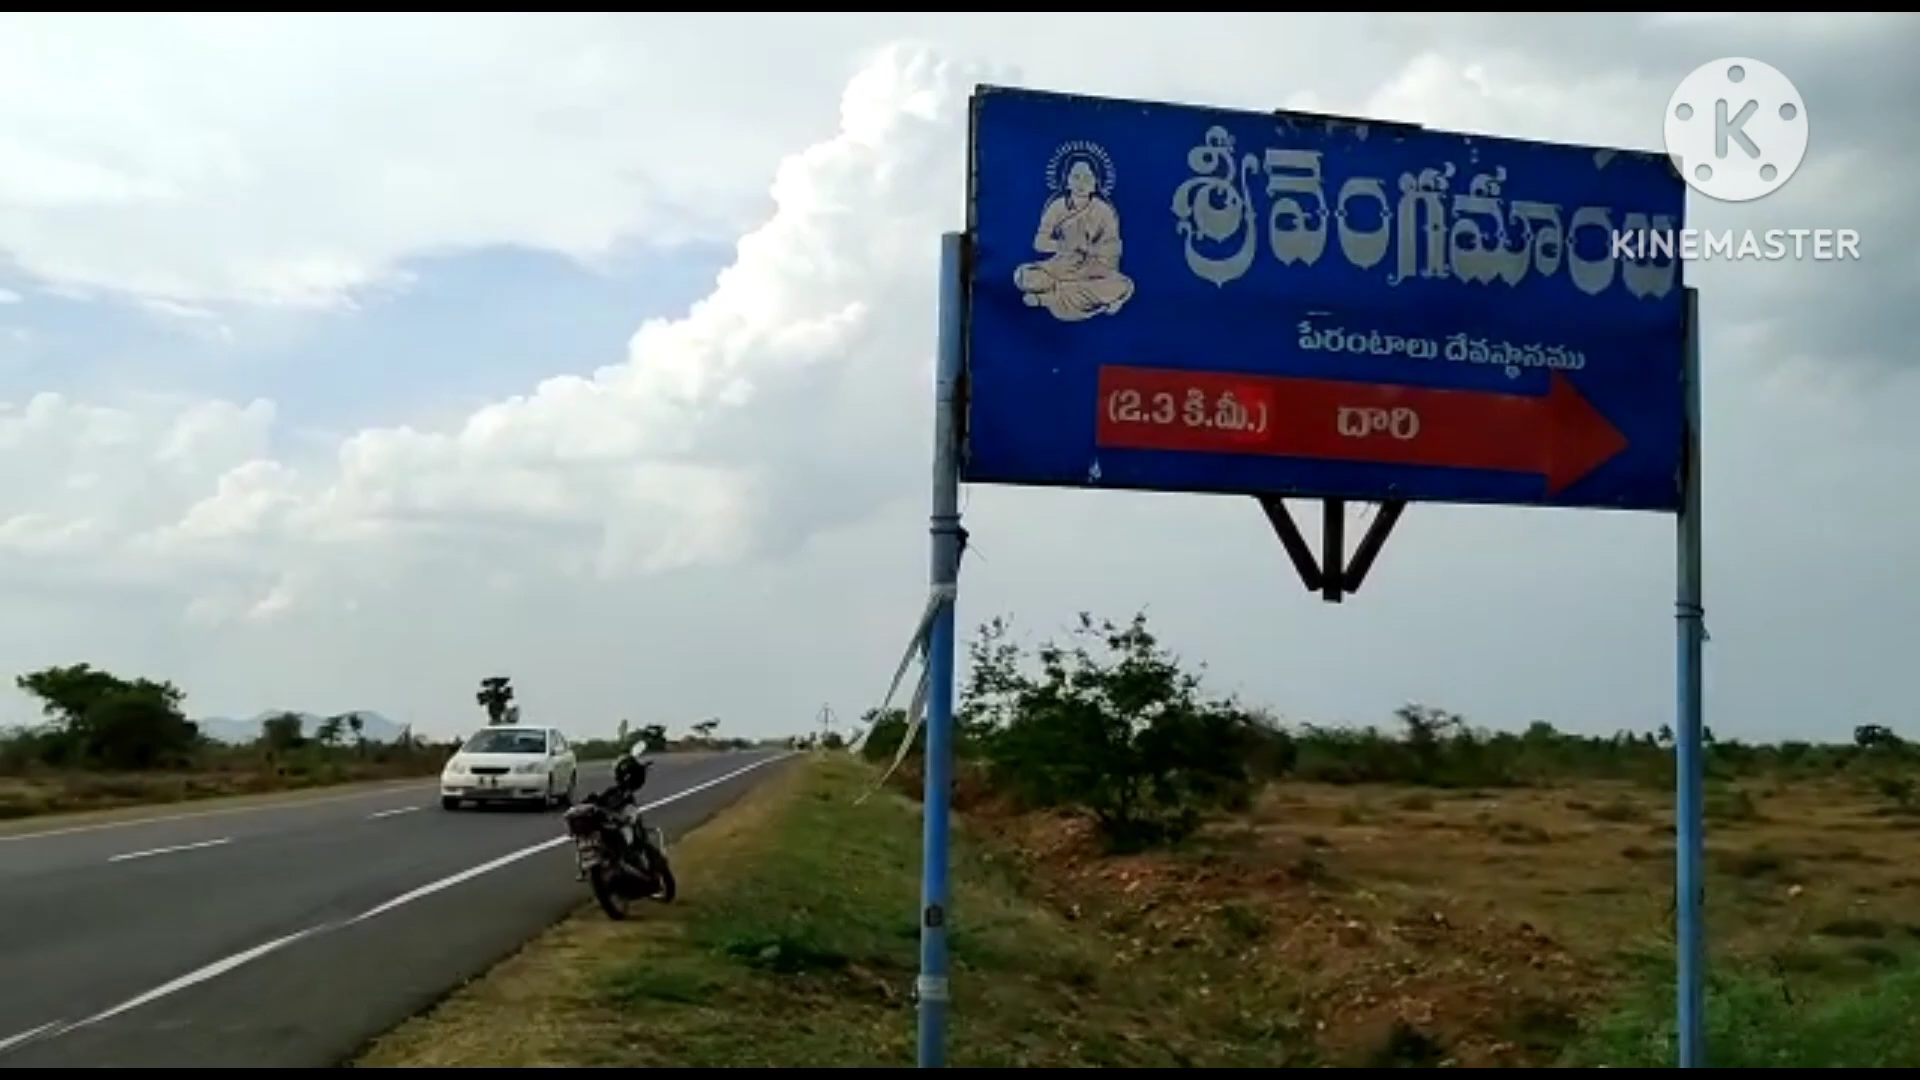 శ్రీ వెంగమాంబ
పేరంటాలు దేవస్థానము
(2.3 కి.మీ.) దారి
K
KINEMASTER